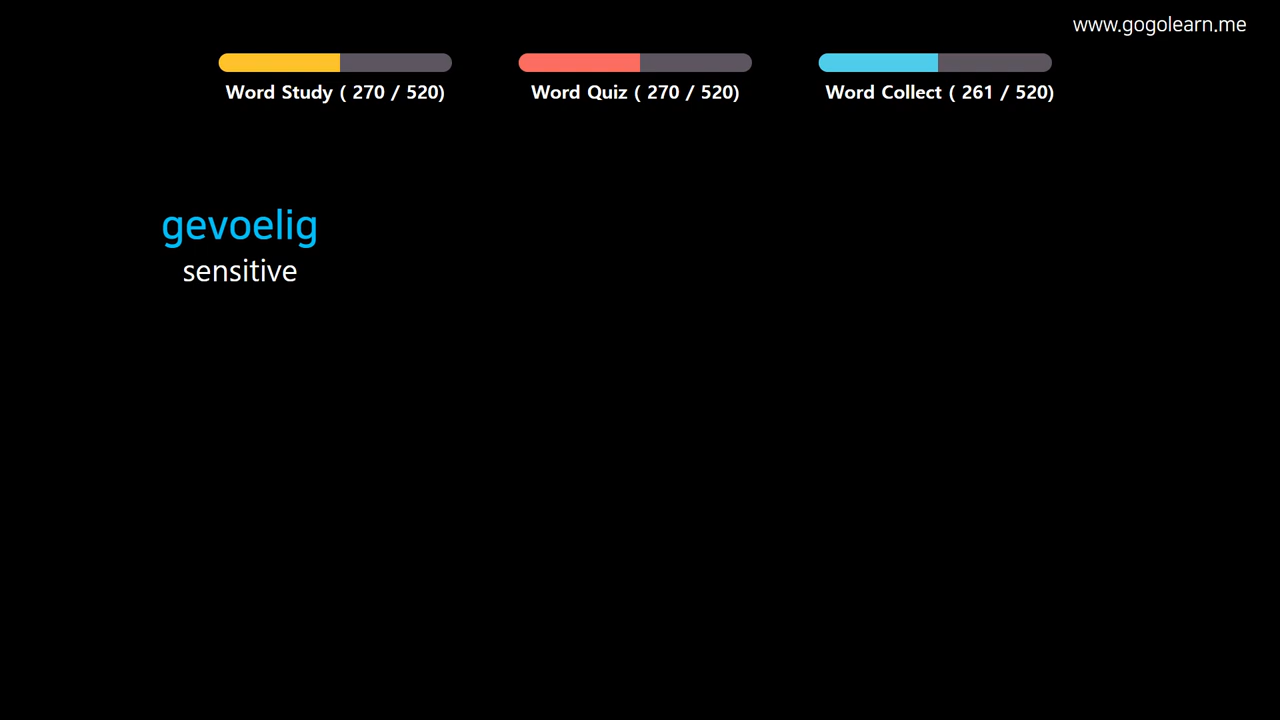 www.gogolearn.me
Word Study ( 270 / 520)
Word Quiz ( 270 / 520)
Word Collect ( 261 / 520)
gevoelig
sensitive